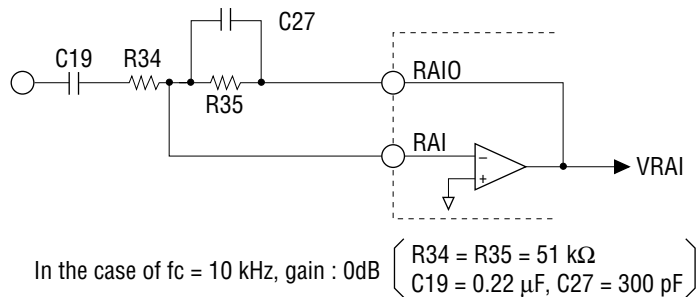 C27
C19
R34
R35
RAIO
RAI
−
+
VRAI
In the case of fc = 10 kHz, gain : 0dB
R34 = R35 = 51 kΩ
C19 = 0.22 μF, C27 = 300 pF